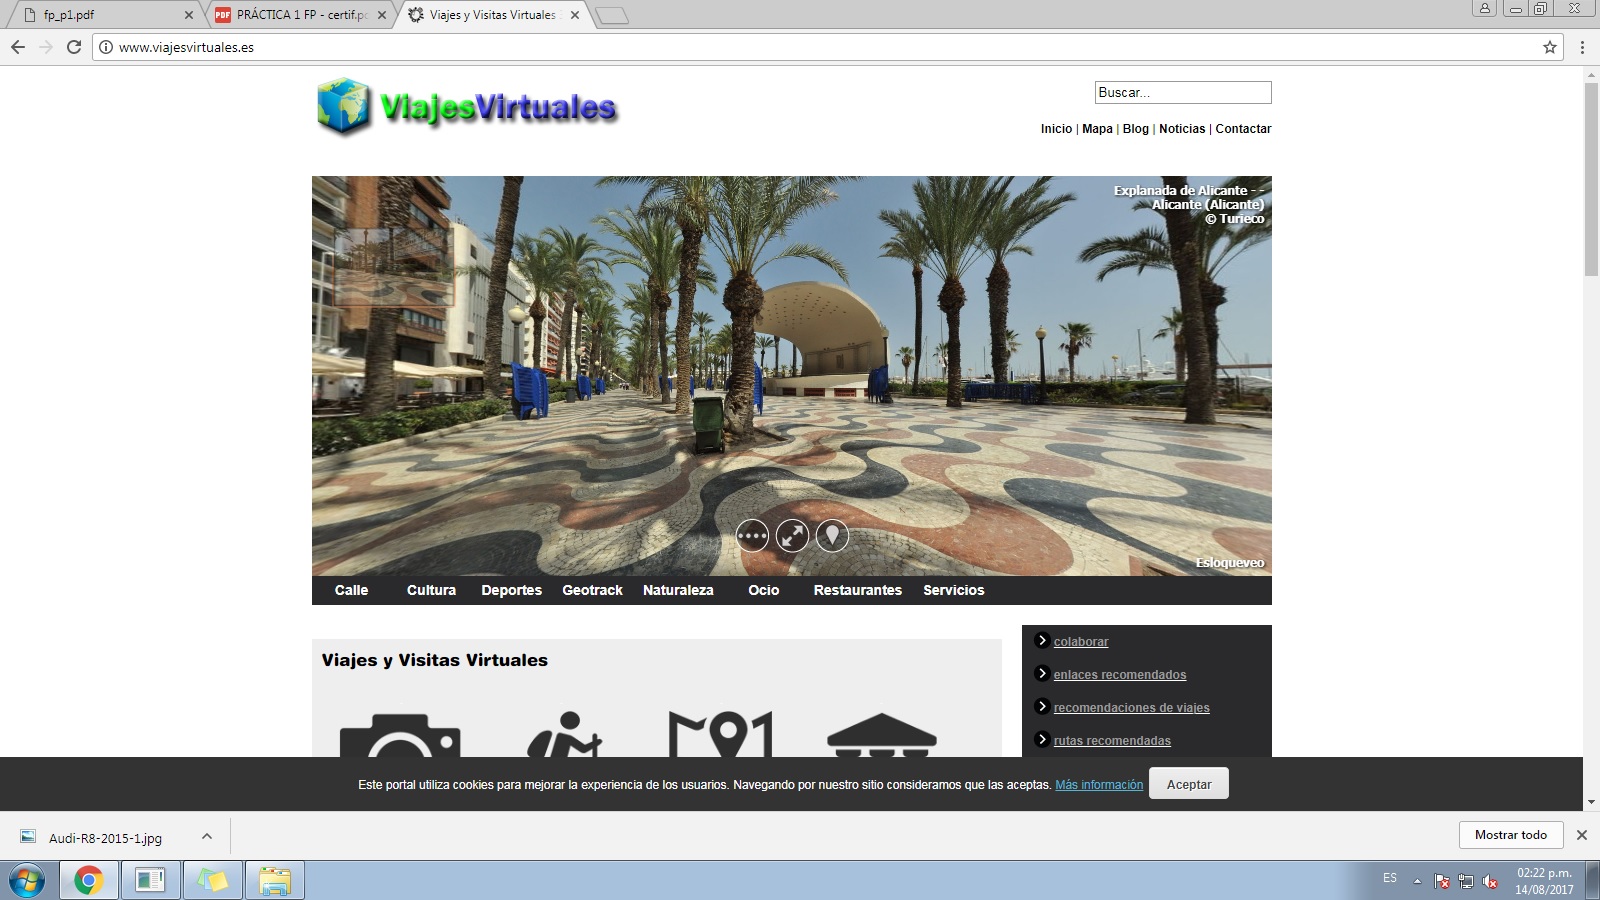 fp_p1.pdf
PRÁCTICA 1 FP - certif.pd
Viajes y Visitas Virtuales
www.viajesvirtuales.es
ViajesVirtuales
Buscar...
Inicio | Mapa | Blog | Noticias | Contactar
Explanada de Alicante - -
Alicante (Alicante)
© Turieco
Esloqueveo
Calle Cultura Deportes Geotrack Naturaleza Ocio Restaurantes Servicios
Viajes y Visitas Virtuales
colaborar
enlaces recomendados
recomendaciones de viajes
rutas recomendadas
Este portal utiliza cookies para mejorar la experiencia de los usuarios. Navegando por nuestro sitio consideramos que las aceptas. Más información Aceptar
Audi-R8-2015-1.jpg
Mostrar todo
ES
02:22 p.m.
14/08/2017